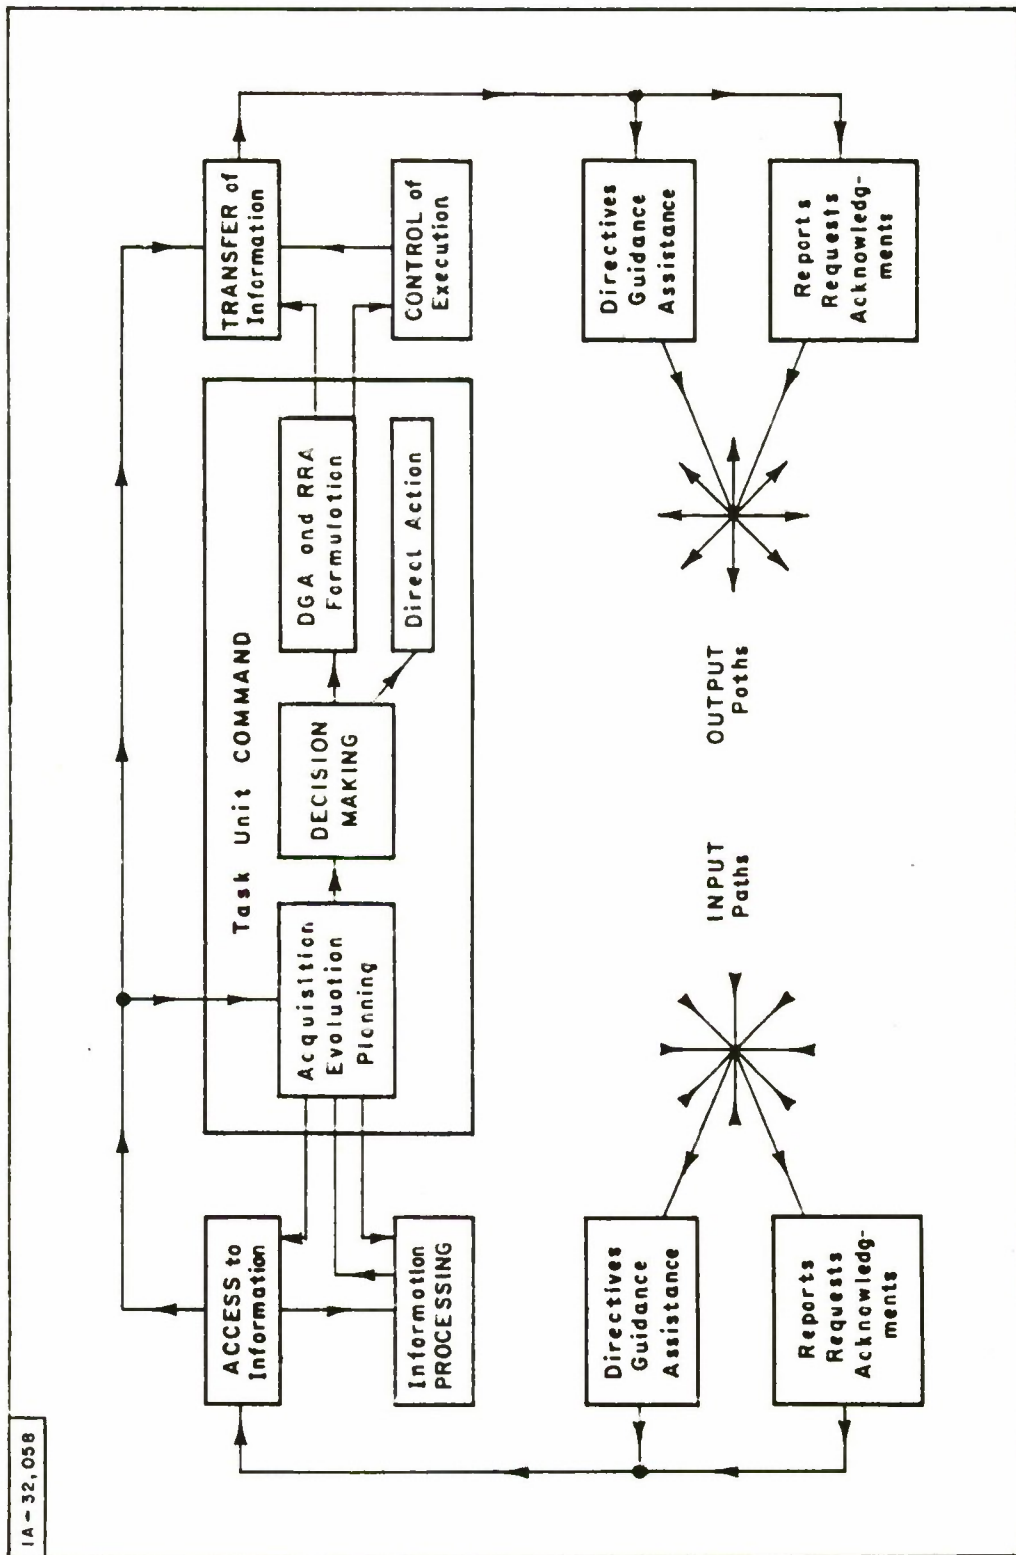 IA-32,058
ACCESS to
Information
Information
PROCESSING
Task Unit COMMAND
Acquisition
Evaluation
Planning
DECISION
MAKING
DGA and RRA
Formulation
Direct Action
TRANSFER of
Information
CONTROL of
Execution
Directives
Guidance
Assistance
Reports
Requests
Acknowledg-
ments
INPUT
Paths
OUTPUT
Paths
Directives
Guidance
Assistance
Reports
Requests
Acknowledg-
ments